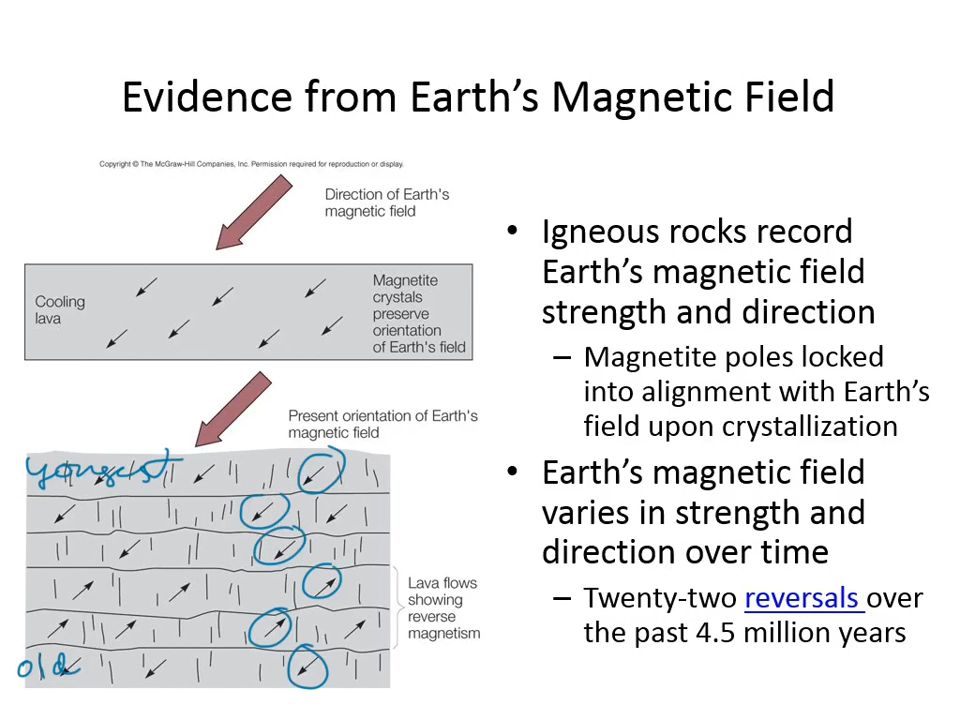 Evidence from Earth's Magnetic Field
Copyright © The McGraw-Hill Companies, Inc. Permission required for reproduction or display.
Direction of Earth's
magnetic field
Cooling
lava
Magnetite
crystals
preserve
orientation
of Earth's field
Present orientation of Earth's
magnetic field
youngest
Lava flows
showing
reverse
magnetism
old
• Igneous rocks record
Earth's magnetic field
strength and direction
– Magnetite poles locked
into alignment with Earth's
field upon crystallization
• Earth's magnetic field
varies in strength and
direction over time
– Twenty-two reversals over
the past 4.5 million years